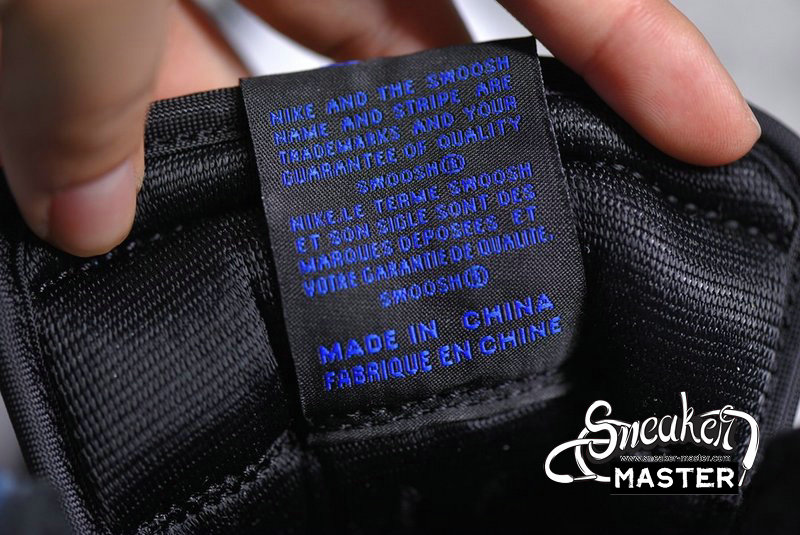 NIKE AND THE SWOOSH
NAME AND STRIPE ARE
TRADEMARKS AND YOUR
GUARANTEE OF QUALITY
SWOOSH®
NIKE.LE TERME SWOOSH
ET SON SIGLE SONT DES
MARQUES DEPOSEES ET
VOTRE GARANTIE DE QUALITE.
SWOOSH®
MADE IN CHINA
FABRIQUE EN CHINE
Sneaker
www.sneaker-master.com
MASTER